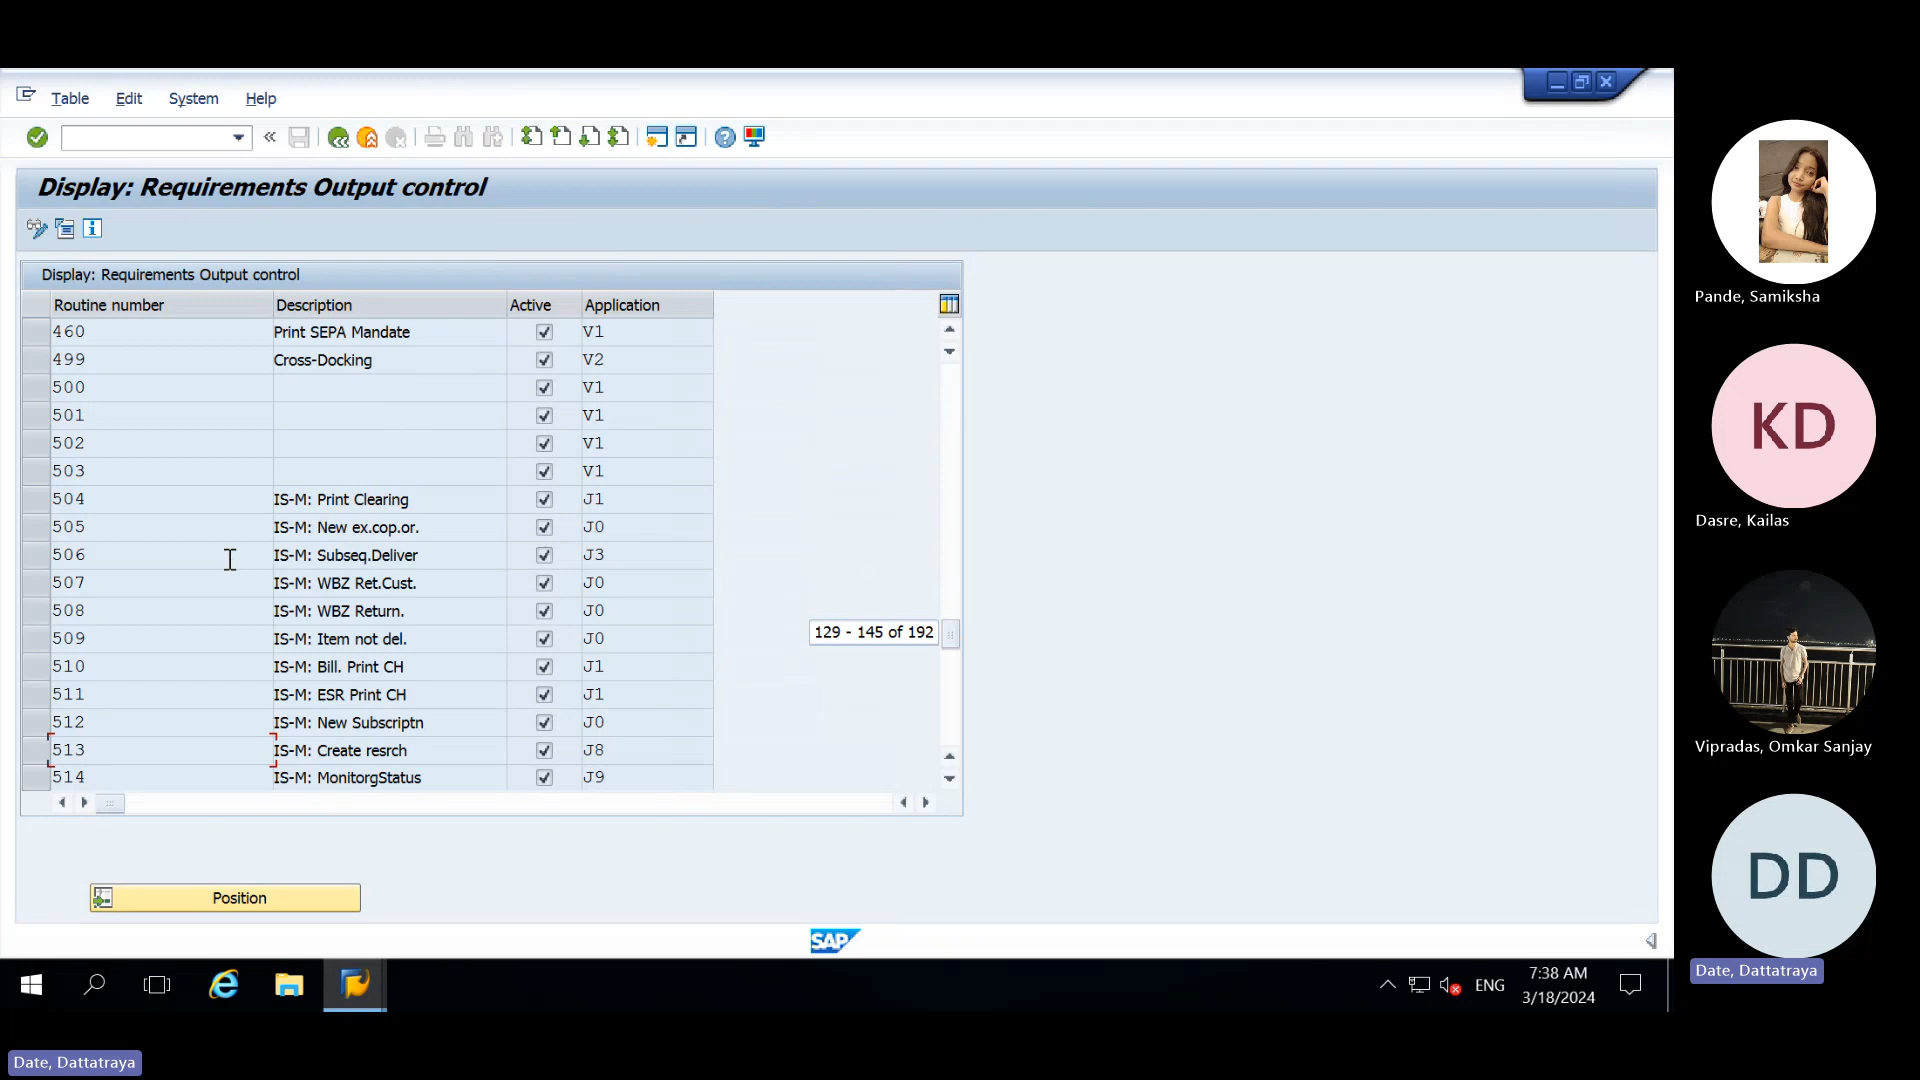 Table Edit System Help
Display: Requirements Output control
Display: Requirements Output control
Routine number Description Active Application
460 Print SEPA Mandate V1
499 Cross-Docking V2
500 V1
501 V1
502 V1
503 V1
504 IS-M: Print Clearing J1
505 IS-M: New ex.cop.or. J0
506 IS-M: Subseq.Deliver J3
507 IS-M: WBZ Ret.Cust. J0
508 IS-M: WBZ Return. J0
509 IS-M: Item not del. J0
510 IS-M: Bill. Print CH J1
511 IS-M: ESR Print CH J1
512 IS-M: New Subscriptn J0
513 IS-M: Create resrch J8
514 IS-M: MonitorgStatus J9
129 - 145 of 192
Position
SAP
ENG
7:38 AM
3/18/2024
Pande, Samiksha
KD
Dasre, Kailas
Vipradas, Omkar Sanjay
DD
Date, Dattatraya
Date, Dattatraya